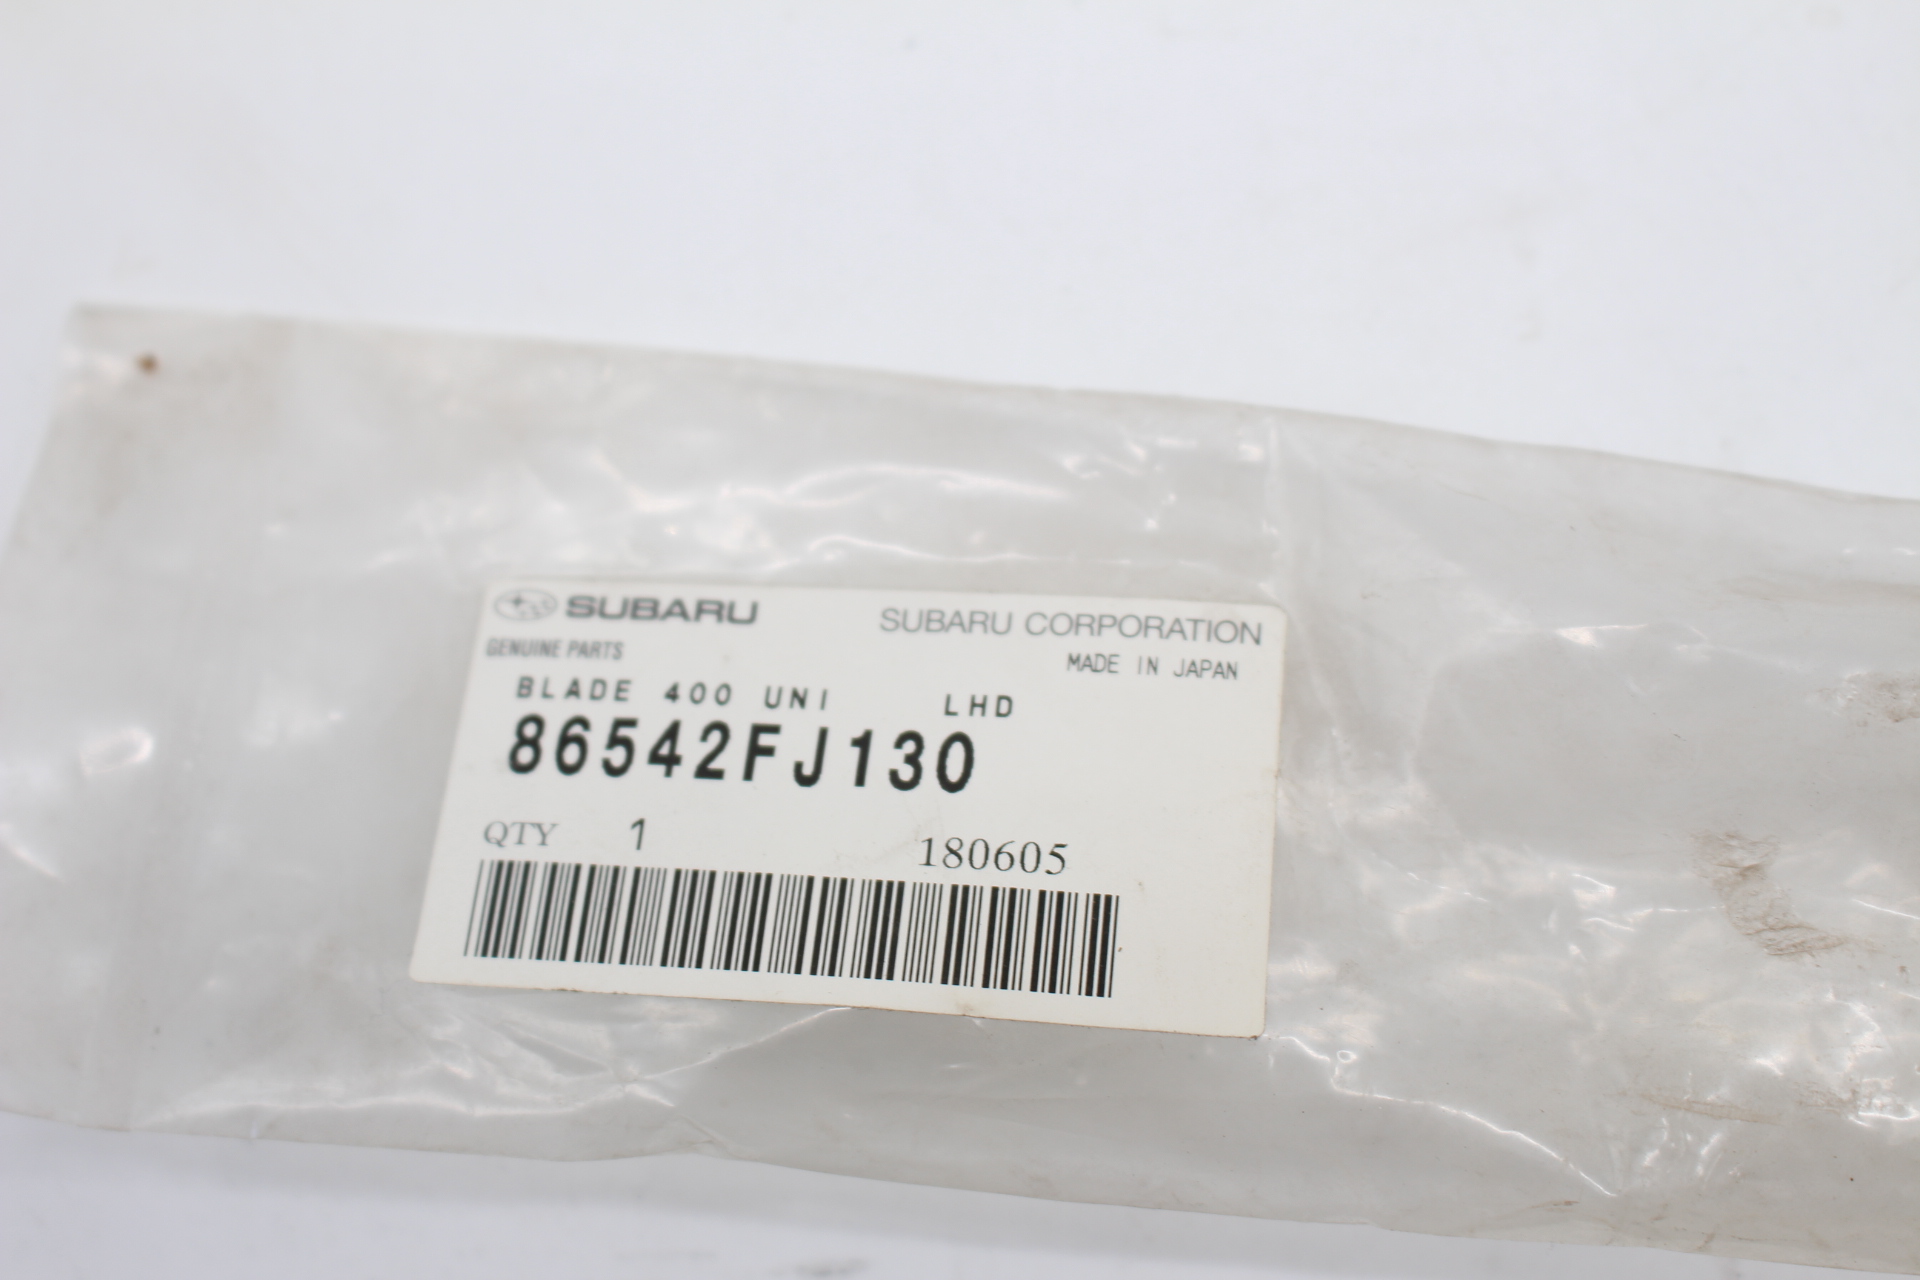 SUBARU SUBARU CORPORATION
GENUINE PARTS MADE IN JAPAN
BLADE 400 UNI LHD
86542FJ130
QTY 1 180605